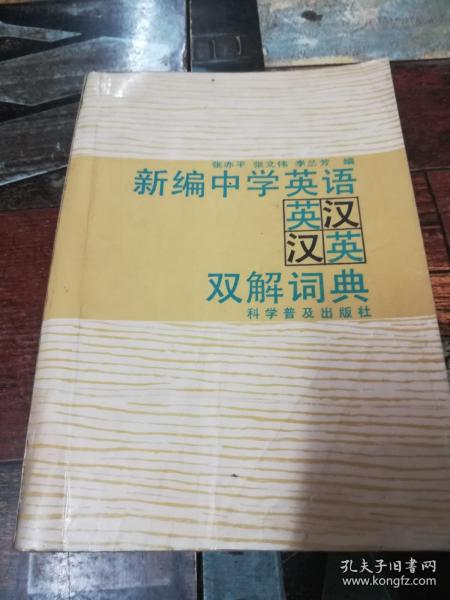 张亦平 张文伟 李兰芳 编
新编中学英语
英汉
汉英
双解词典
科学普及出版社
孔夫子旧书网
www.kongfz.com